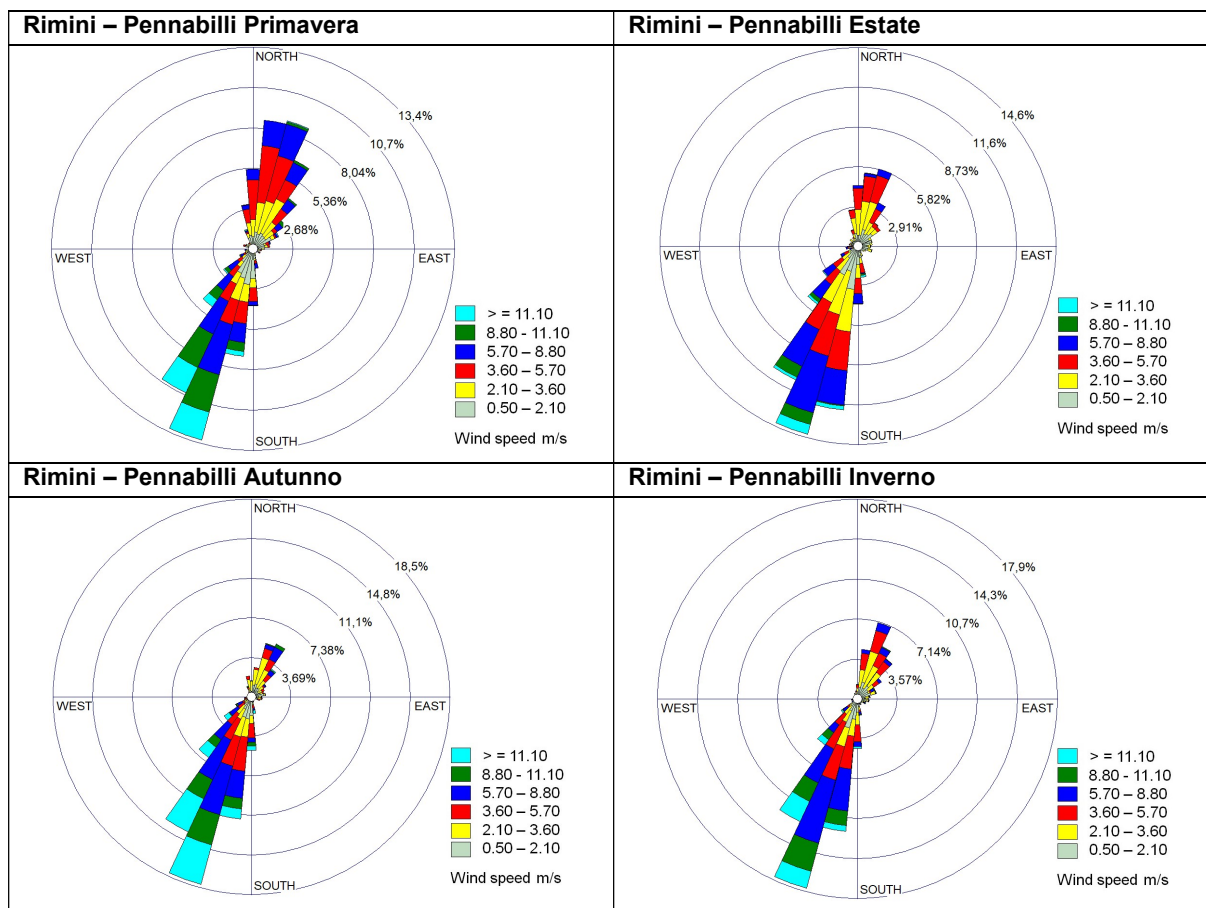 Rimini – Pennabilli Primavera
NORTH
13,4%
10,7%
8,04%
5,36%
2,68%
WEST
EAST
> = 11.10
8.80 - 11.10
5.70 – 8.80
3.60 – 5.70
2.10 – 3.60
0.50 – 2.10
SOUTH
Wind speed m/s
Rimini – Pennabilli Estate
NORTH
14,6%
11,6%
8,73%
5,82%
2,91%
WEST
EAST
> = 11.10
8.80 - 11.10
5.70 – 8.80
3.60 – 5.70
2.10 – 3.60
0.50 – 2.10
SOUTH
Wind speed m/s
Rimini – Pennabilli Autunno
NORTH
18,5%
14,8%
11,1%
7,38%
3,69%
WEST
EAST
> = 11.10
8.80 - 11.10
5.70 – 8.80
3.60 – 5.70
2.10 – 3.60
0.50 – 2.10
SOUTH
Wind speed m/s
Rimini – Pennabilli Inverno
NORTH
17,9%
14,3%
10,7%
7,14%
3,57%
WEST
EAST
> = 11.10
8.80 - 11.10
5.70 – 8.80
3.60 – 5.70
2.10 – 3.60
0.50 – 2.10
SOUTH
Wind speed m/s